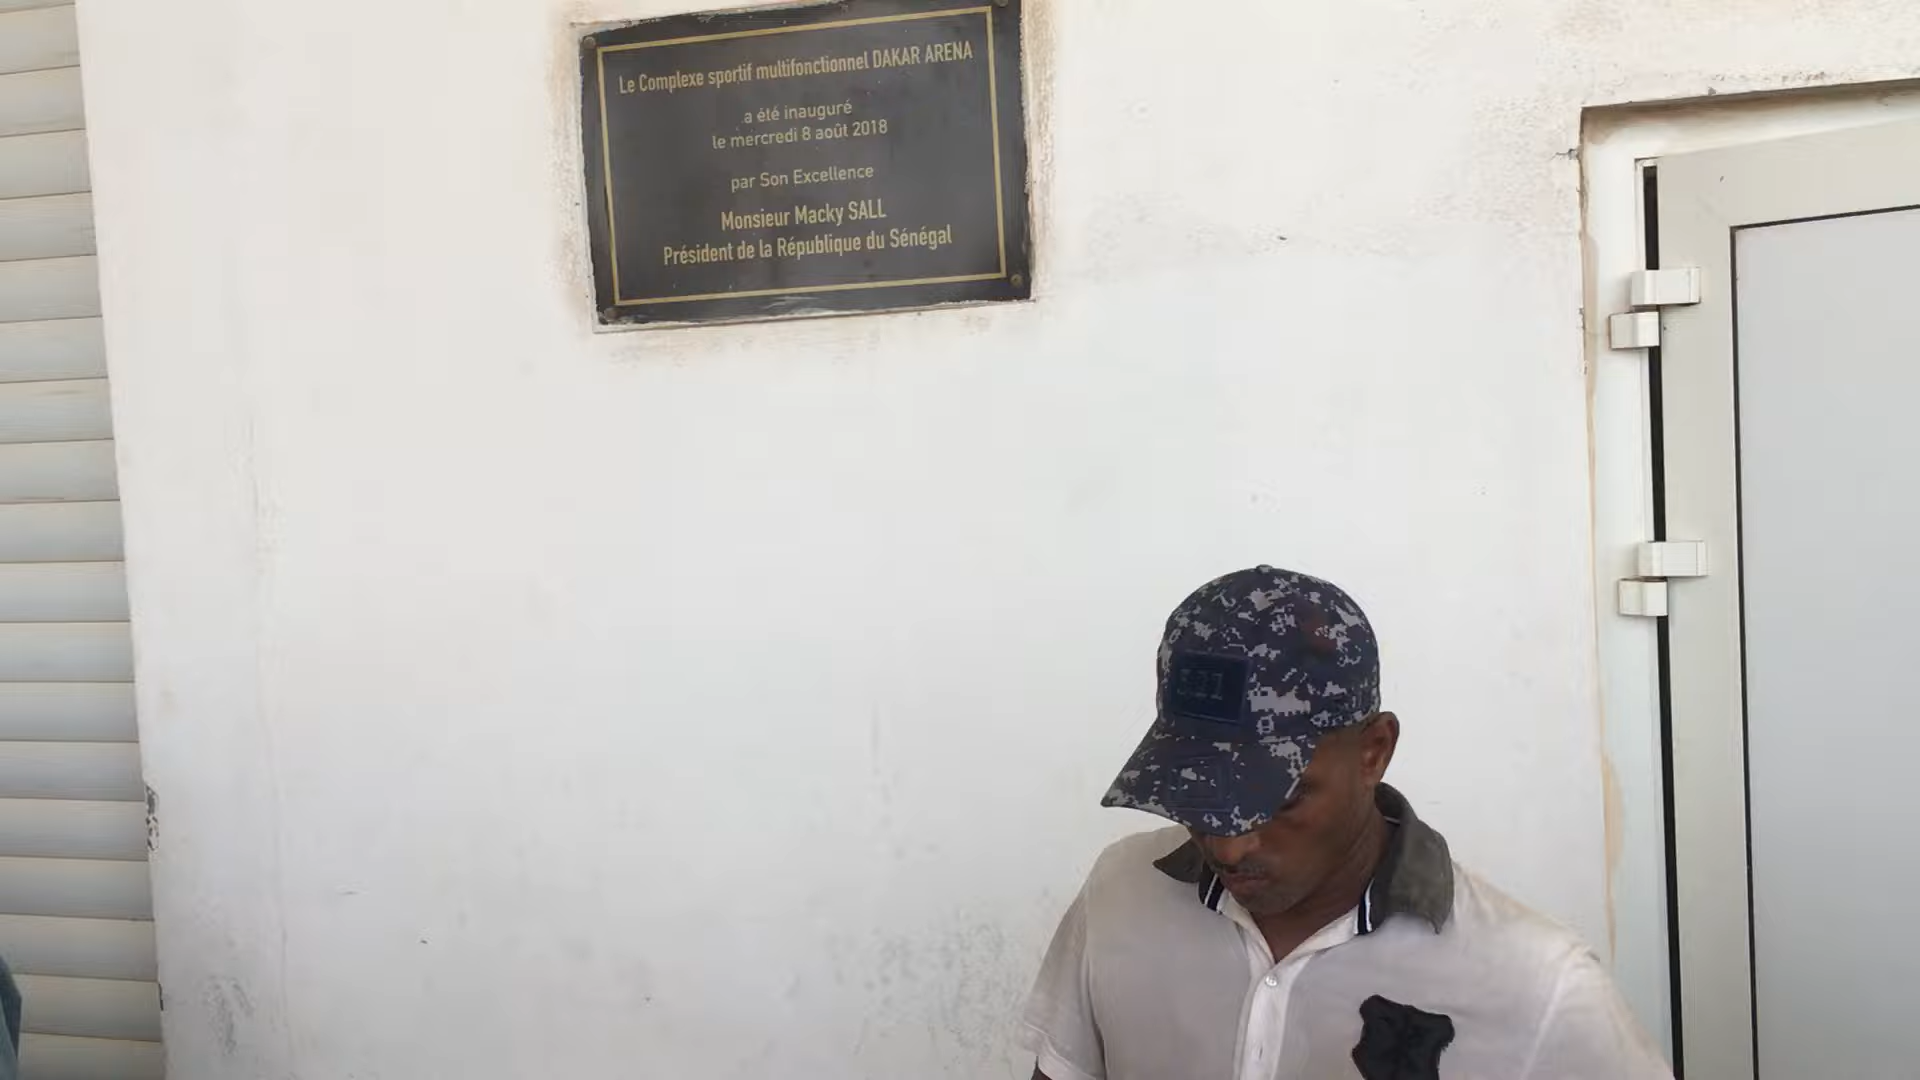 Le Complexe sportif multifonctionnel DAKAR ARENA
a été inauguré
le mercredi 8 août 2018
par Son Excellence
Monsieur Macky SALL
Président de la République du Sénégal